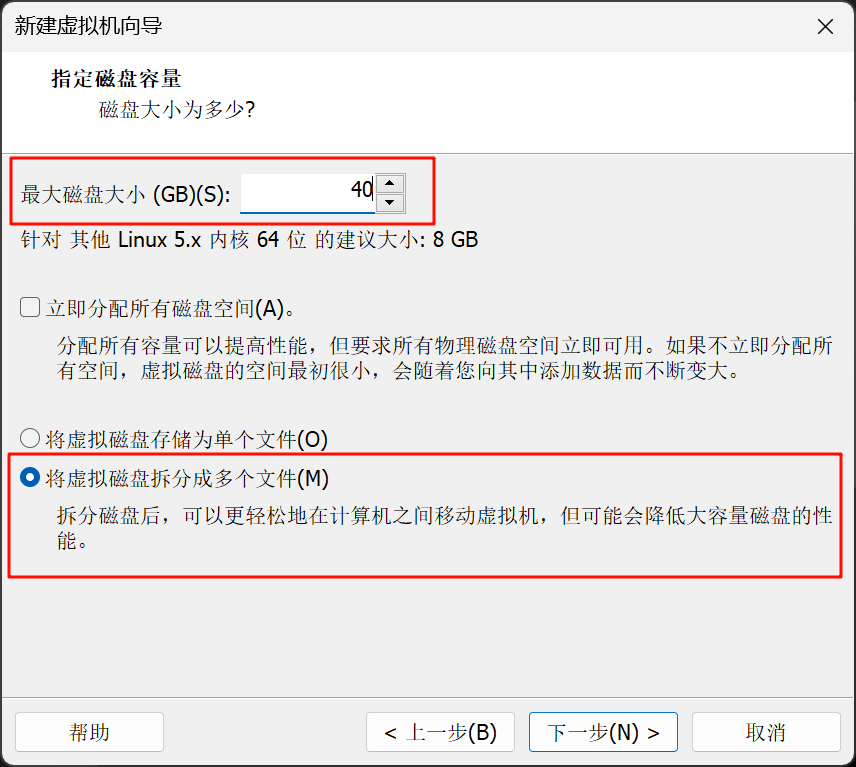 新建虚拟机向导
指定磁盘容量
磁盘大小为多少?
最大磁盘大小 (GB)(S): 40
针对 其他 Linux 5.x 内核 64 位 的建议大小: 8 GB
立即分配所有磁盘空间(A)。
分配所有容量可以提高性能，但要求所有物理磁盘空间立即可用。如果不立即分配所
有空间，虚拟磁盘的空间最初很小，会随着您向其中添加数据而不断变大。
将虚拟磁盘存储为单个文件(O)
将虚拟磁盘拆分成多个文件(M)
拆分磁盘后，可以更轻松地在计算机之间移动虚拟机，但可能会降低大容量磁盘的性
能。
帮助 < 上一步(B) 下一步(N) > 取消